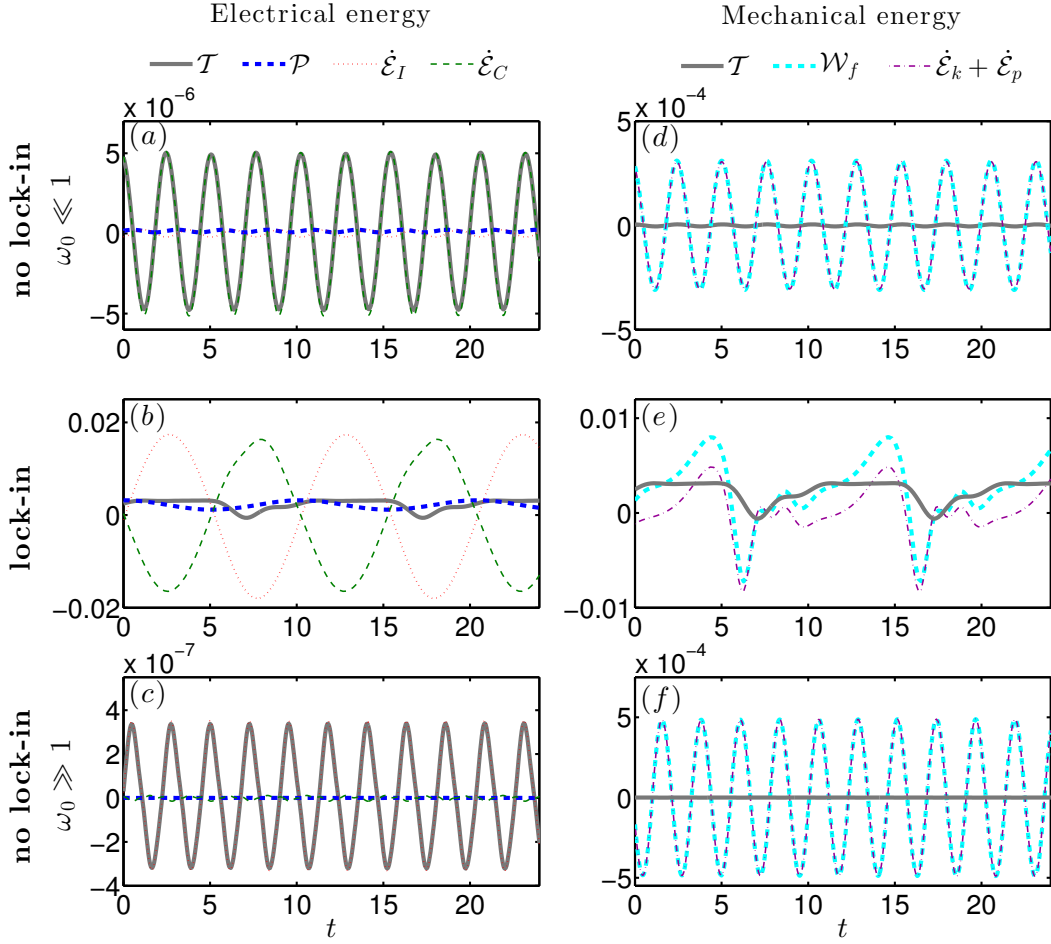 Electrical energy
Mechanical energy
𝒯 𝒫 ℰ̇_I ℰ̇_C
𝒯 𝒲_f ℰ̇_k + ℰ̇_p
no lock-in
ω₀ ≪ 1
x 10⁻⁶
(a)
5
0
−5
0 5 10 15 20
x 10⁻⁴
(d)
5
0
−5
0 5 10 15 20
lock-in
(b)
0.02
0
−0.02
0 5 10 15 20
(e)
0.01
0
−0.01
0 5 10 15 20
no lock-in
ω₀ ≫ 1
x 10⁻⁷
(c)
4
2
0
−2
−4
0 5 10 15 20
t
x 10⁻⁴
(f)
5
0
−5
0 5 10 15 20
t